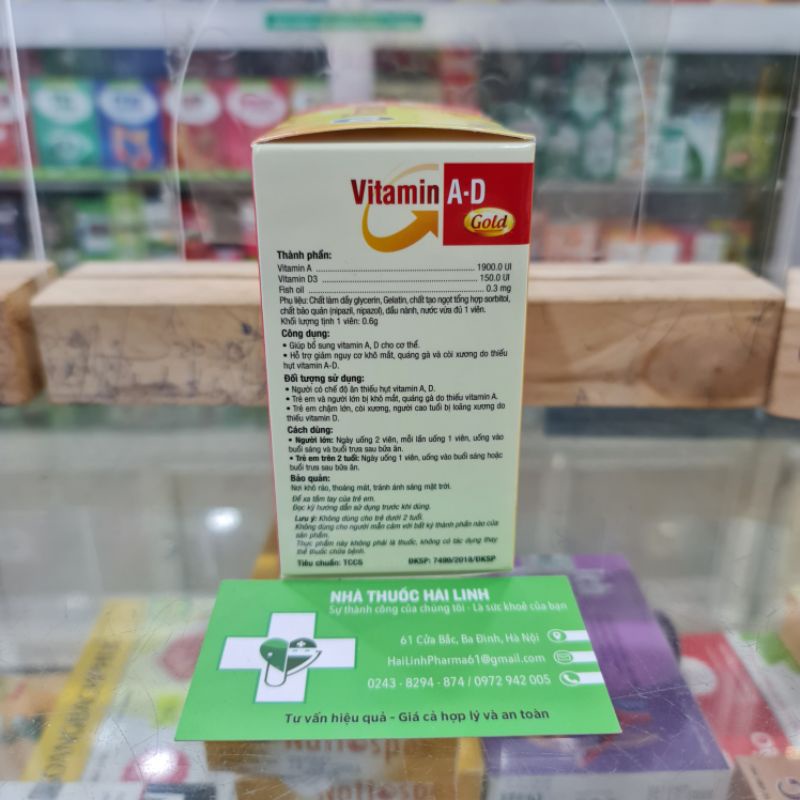 Vitamin A-D
Gold
Thành phần:
Vitamin A ........................................................ 1900.0 UI
Vitamin D3 ........................................................ 150.0 UI
Fish oil ........................................................ 0.3 mg
Phụ liệu: Chất làm dầy glycerin, Gelatin, chất tạo ngọt tổng hợp sorbitol,
chất bảo quản (nipazil, nipazol), dầu nành, nước vừa đủ 1 viên.
Khối lượng tịnh 1 viên: 0.6g
Công dụng:
• Giúp bổ sung vitamin A, D cho cơ thể.
• Hỗ trợ giảm nguy cơ khô mắt, quáng gà và còi xương do thiếu
hụt vitamin A-D.
Đối tượng sử dụng:
• Người có chế độ ăn thiếu hụt vitamin A, D.
• Trẻ em và người lớn bị khô mắt, quáng gà do thiếu vitamin A.
• Trẻ em chậm lớn, còi xương, người cao tuổi bị loãng xương do
thiếu vitamin D.
Cách dùng:
• Người lớn: Ngày uống 2 viên, mỗi lần uống 1 viên, uống vào
buổi sáng và buổi trưa sau bữa ăn.
• Trẻ em trên 2 tuổi: Ngày uống 1 viên, uống vào buổi sáng hoặc
buổi trưa sau bữa ăn.
Bảo quản:
Nơi khô ráo, thoáng mát, tránh ánh sáng mặt trời.
Để xa tầm tay của trẻ em.
Đọc kỹ hướng dẫn sử dụng trước khi dùng.
Lưu ý: Không dùng cho trẻ dưới 2 tuổi.
Không dùng cho người mẫn cảm với bất kỳ thành phần nào của
sản phẩm.
Thực phẩm này không phải là thuốc, không có tác dụng thay
thế thuốc chữa bệnh.
Tiêu chuẩn: TCCS ĐKSP: 7490/2018/ĐKSP
NHÀ THUỐC HẢI LINH
Sự thành công của chúng tôi - Là sức khoẻ của bạn
61 Cửa Bắc, Ba Đình, Hà Nội
HaiLinhPharma61@gmail.com
0243 - 8294 - 874 / 0972 942 005
Tư vấn hiệu quả - Giá cả hợp lý và an toàn